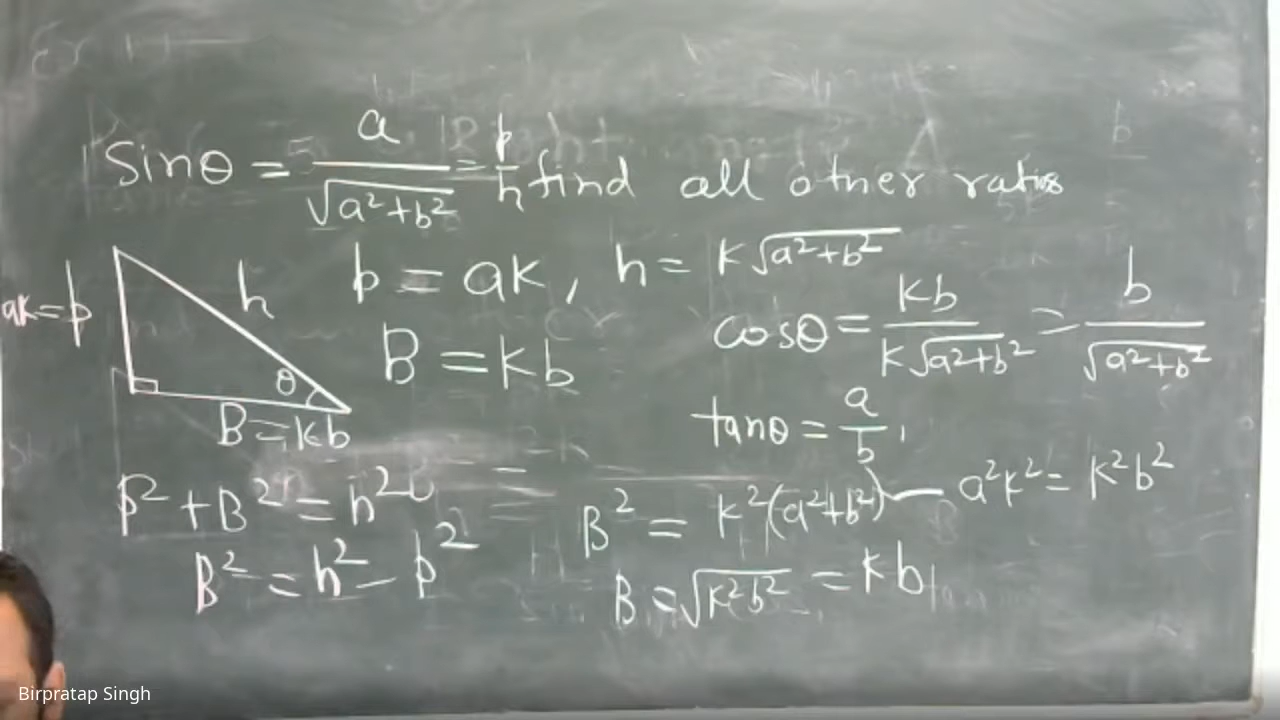 Sinθ = a/√(a²+b²) = p/h find all other ratios
p = ak, h = K√(a²+b²)
ak = p
h
θ
B = kb
B = Kb
cosθ = Kb/(K√(a²+b²)) = b/√(a²+b²)
tanθ = a/b,
p² + B² = h²
B² = h² - p²
B² = K²(a²+b²) - a²K² = K²b²
B = √(K²b²) = Kb
Birpratap Singh